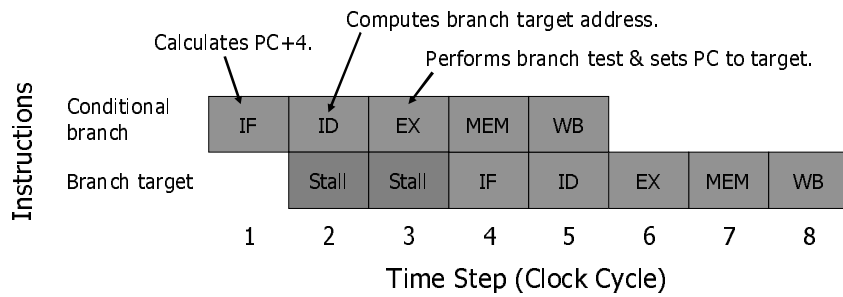 Computes branch target address.
Calculates PC+4.
Performs branch test & sets PC to target.
Instructions
Conditional
branch
IF ID EX MEM WB
Branch target
Stall Stall IF ID EX MEM WB
1 2 3 4 5 6 7 8
Time Step (Clock Cycle)